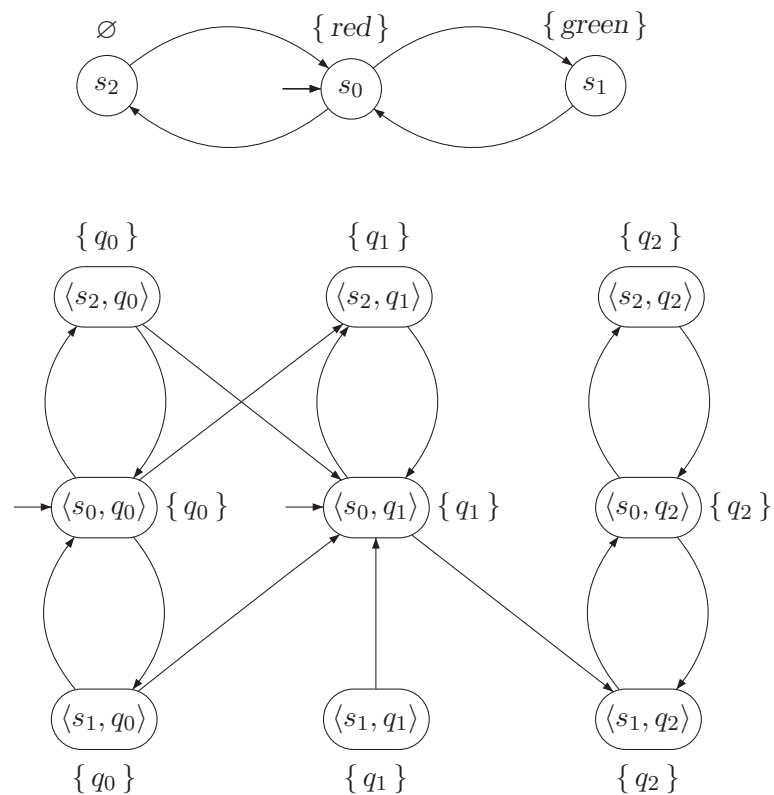 ∅ { red } { green }
s₂ s₀ s₁
{ q₀ } { q₁ } { q₂ }
⟨s₂, q₀⟩ ⟨s₂, q₁⟩ ⟨s₂, q₂⟩
⟨s₀, q₀⟩ { q₀ } ⟨s₀, q₁⟩ { q₁ } ⟨s₀, q₂⟩ { q₂ }
⟨s₁, q₀⟩ ⟨s₁, q₁⟩ ⟨s₁, q₂⟩
{ q₀ } { q₁ } { q₂ }